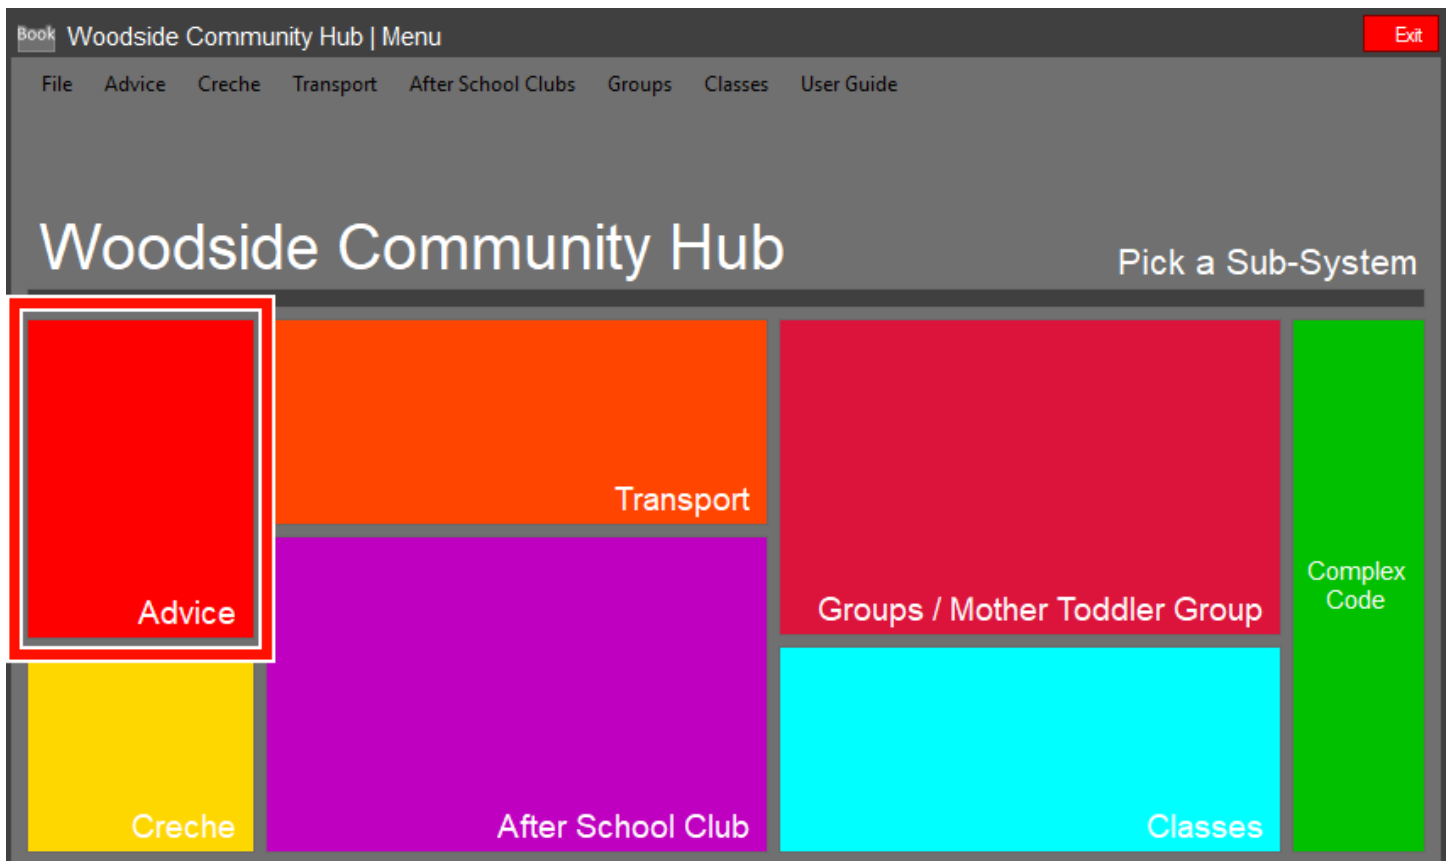 Book Woodside Community Hub | Menu Exit
File Advice Creche Transport After School Clubs Groups Classes User Guide
Woodside Community Hub
Pick a Sub-System
Advice
Transport
Groups / Mother Toddler Group
Complex
Code
Creche
After School Club
Classes